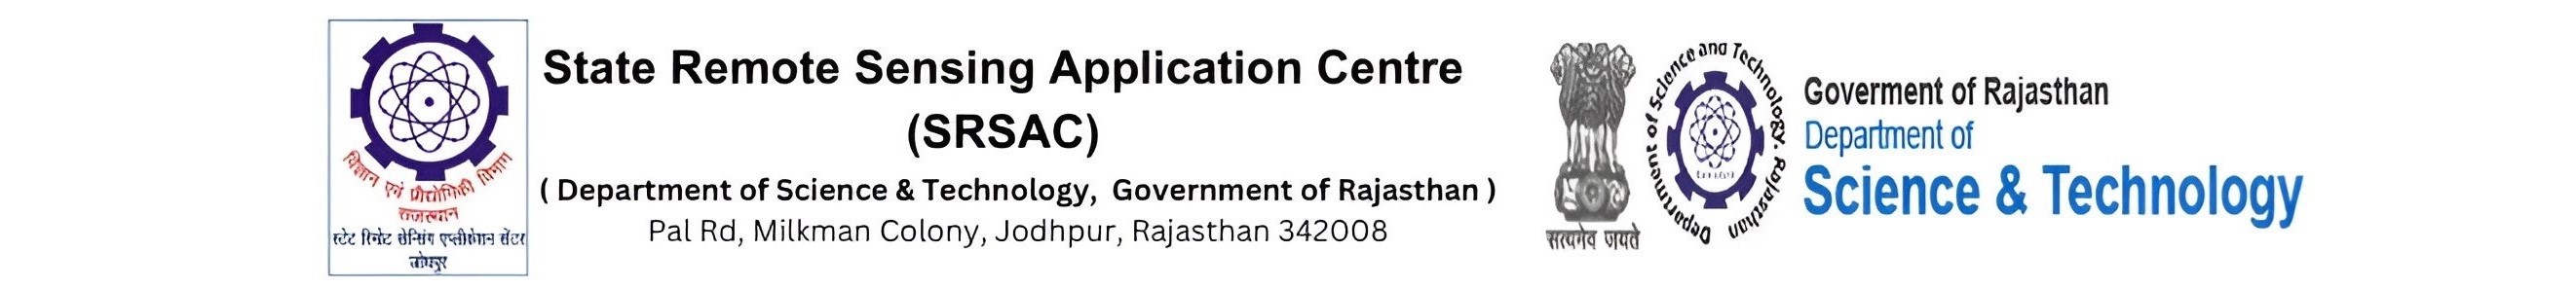 विज्ञान एवं प्रौद्योगिकी विभाग
राजस्थान
स्टेट रिमोट सेन्सिंग एप्लीकेशन सेंटर
जोधपुर
State Remote Sensing Application Centre
(SRSAC)
( Department of Science & Technology, Government of Rajasthan )
Pal Rd, Milkman Colony, Jodhpur, Rajasthan 342008
सत्यमेव जयते
Department of Science and Technology. Rajasthan
Goverment of Rajasthan
Department of
Science & Technology